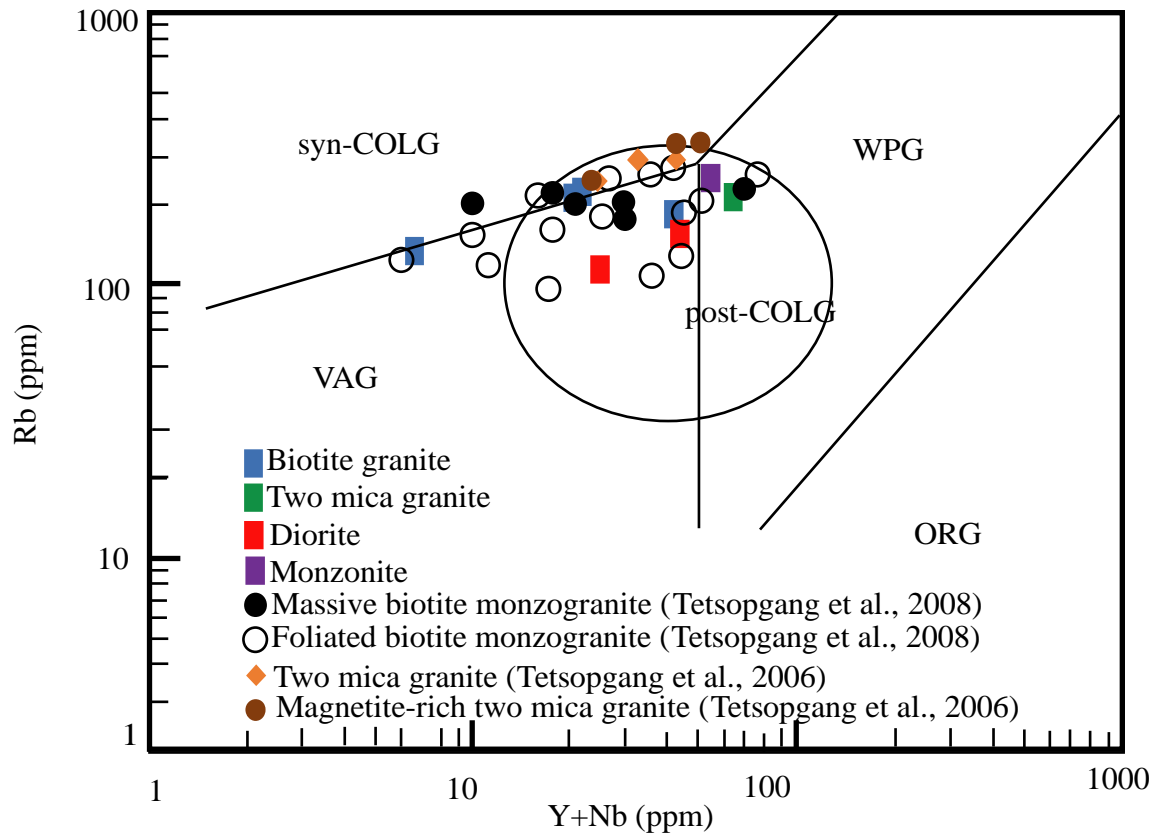 1000
syn-COLG
WPG
100
post-COLG
VAG
Rb (ppm)
Biotite granite
Two mica granite
Diorite
ORG
10
Monzonite
Massive biotite monzogranite (Tetsopgang et al., 2008)
Foliated biotite monzogranite (Tetsopgang et al., 2008)
Two mica granite (Tetsopgang et al., 2006)
Magnetite-rich two mica granite (Tetsopgang et al., 2006)
1
1 10 100 1000
Y+Nb (ppm)